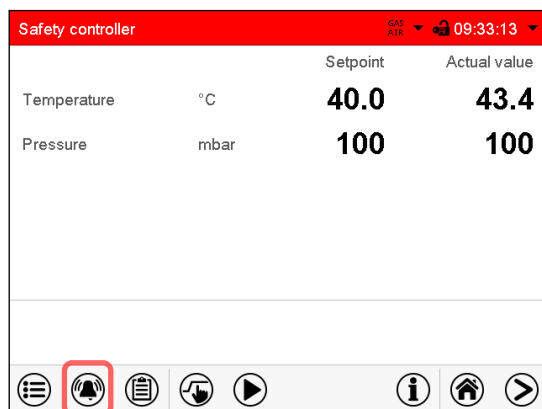 Safety controller GAS AIR 09:33:13
Setpoint Actual value
Temperature °C 40.0 43.4
Pressure mbar 100 100